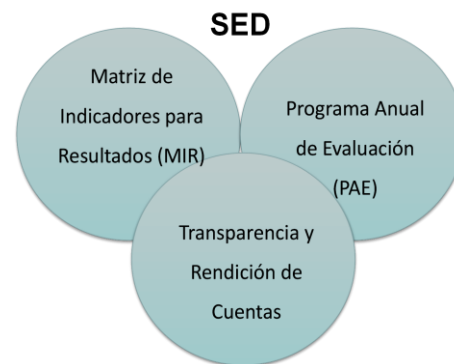 SED
Matriz de
Indicadores para
Resultados (MIR)
Programa Anual
de Evaluación
(PAE)
Transparencia y
Rendición de
Cuentas